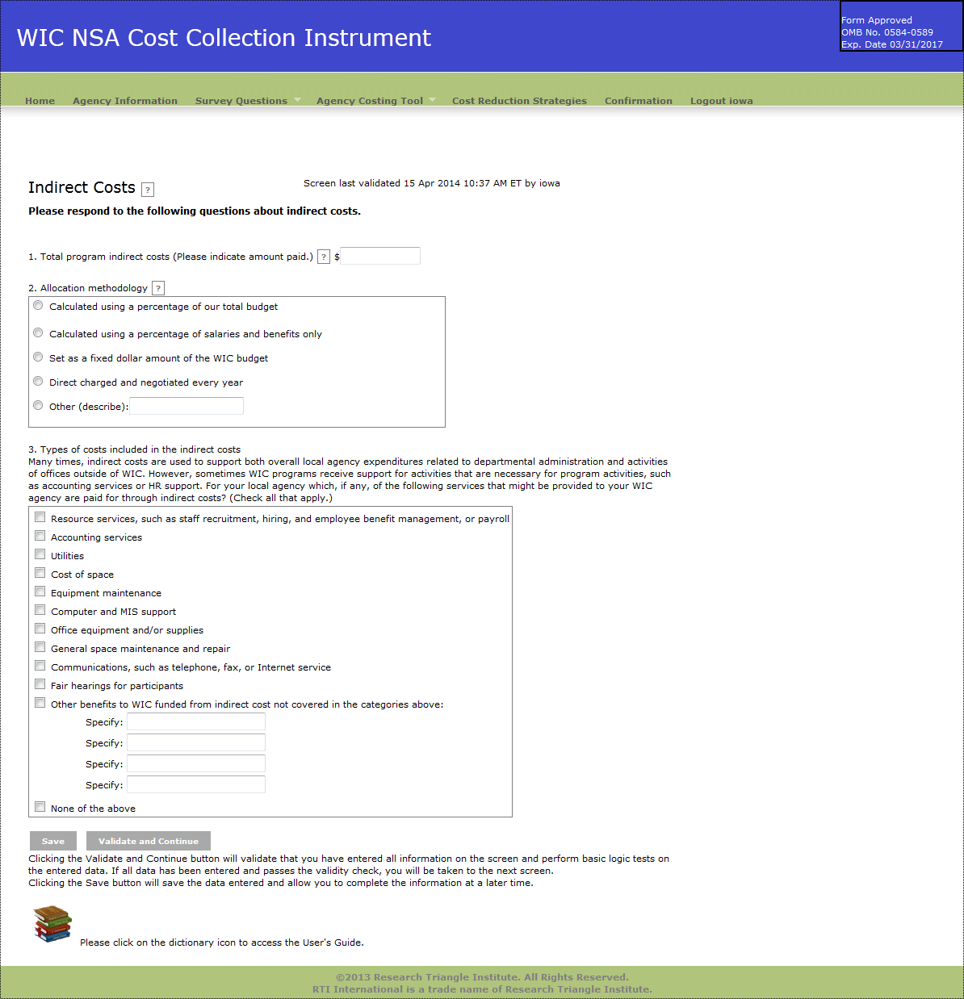 WIC NSA Cost Collection Instrument
Form Approved
OMB No. 0584-0589
Exp. Date 03/31/2017
Home Agency Information Survey Questions Agency Costing Tool Cost Reduction Strategies Confirmation Logout iowa
Indirect Costs ?
Screen last validated 15 Apr 2014 10:37 AM ET by iowa
Please respond to the following questions about indirect costs.
1. Total program indirect costs (Please indicate amount paid.) ? $
2. Allocation methodology ?
Calculated using a percentage of our total budget
Calculated using a percentage of salaries and benefits only
Set as a fixed dollar amount of the WIC budget
Direct charged and negotiated every year
Other (describe):
3. Types of costs included in the indirect costs
Many times, indirect costs are used to support both overall local agency expenditures related to departmental administration and activities
of offices outside of WIC. However, sometimes WIC programs receive support for activities that are necessary for program activities, such
as accounting services or HR support. For your local agency which, if any, of the following services that might be provided to your WIC
agency are paid for through indirect costs? (Check all that apply.)
Resource services, such as staff recruitment, hiring, and employee benefit management, or payroll
Accounting services
Utilities
Cost of space
Equipment maintenance
Computer and MIS support
Office equipment and/or supplies
General space maintenance and repair
Communications, such as telephone, fax, or Internet service
Fair hearings for participants
Other benefits to WIC funded from indirect cost not covered in the categories above:
Specify:
Specify:
Specify:
Specify:
None of the above
Save Validate and Continue
Clicking the Validate and Continue button will validate that you have entered all information on the screen and perform basic logic tests on
the entered data. If all data has been entered and passes the validity check, you will be taken to the next screen.
Clicking the Save button will save the data entered and allow you to complete the information at a later time.
Please click on the dictionary icon to access the User's Guide.
©2013 Research Triangle Institute. All Rights Reserved.
RTI International is a trade name of Research Triangle Institute.